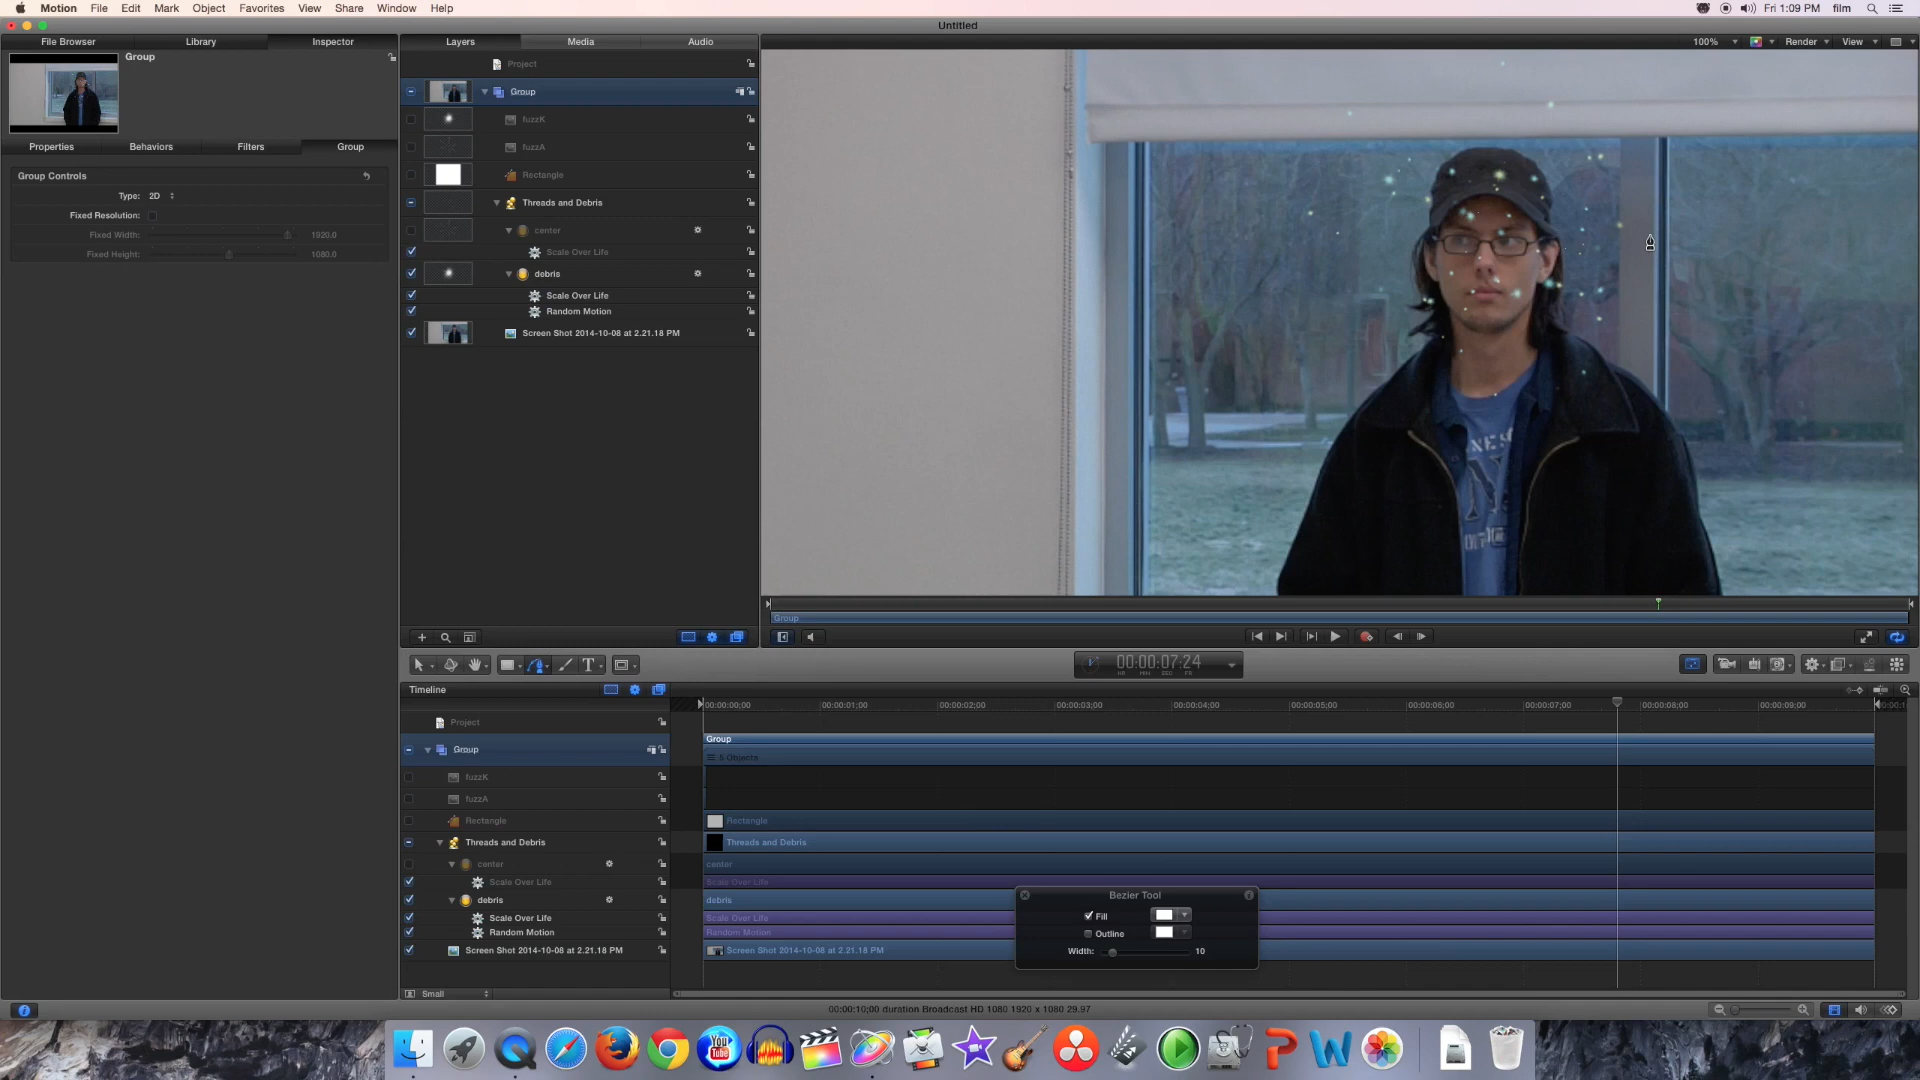 Motion File Edit Mark Object Favorites View Share Window Help
Fri 1:09 PM film
Untitled
File Browser Library Inspector
Layers Media Audio
100% Render View
Group
Properties Behaviors Filters Group
Group Controls
Type: 2D
Fixed Resolution:
Fixed Width: 1920.0
Fixed Height: 1080.0
Project
Group
fuzzK
fuzzA
Rectangle
Threads and Debris
center
Scale Over Life
debris
Scale Over Life
Random Motion
Screen Shot 2014-10-08 at 2.21.18 PM
Group
T
00:00:07:24
HR MIN SEC FR
Timeline
00:00:00;00 00:00:01;00 00:00:02;00 00:00:03;00 00:00:04;00 00:00:05;00 00:00:06;00 00:00:07;00 00:00:08;00 00:00:09;00
Project
Group
Group
5 Objects
fuzzK
fuzzA
Rectangle
Rectangle
Threads and Debris
Threads and Debris
center
center
Scale Over Life
Scale Over Life
debris
debris
Scale Over Life
Scale Over Life
Random Motion
Random Motion
Screen Shot 2014-10-08 at 2.21.18 PM
Screen Shot 2014-10-08 at 2.21.18 PM
Bezier Tool
Fill
Outline
Width: 10
Small
00:00:10;00 duration Broadcast HD 1080 1920 x 1080 29.97
You
Tube